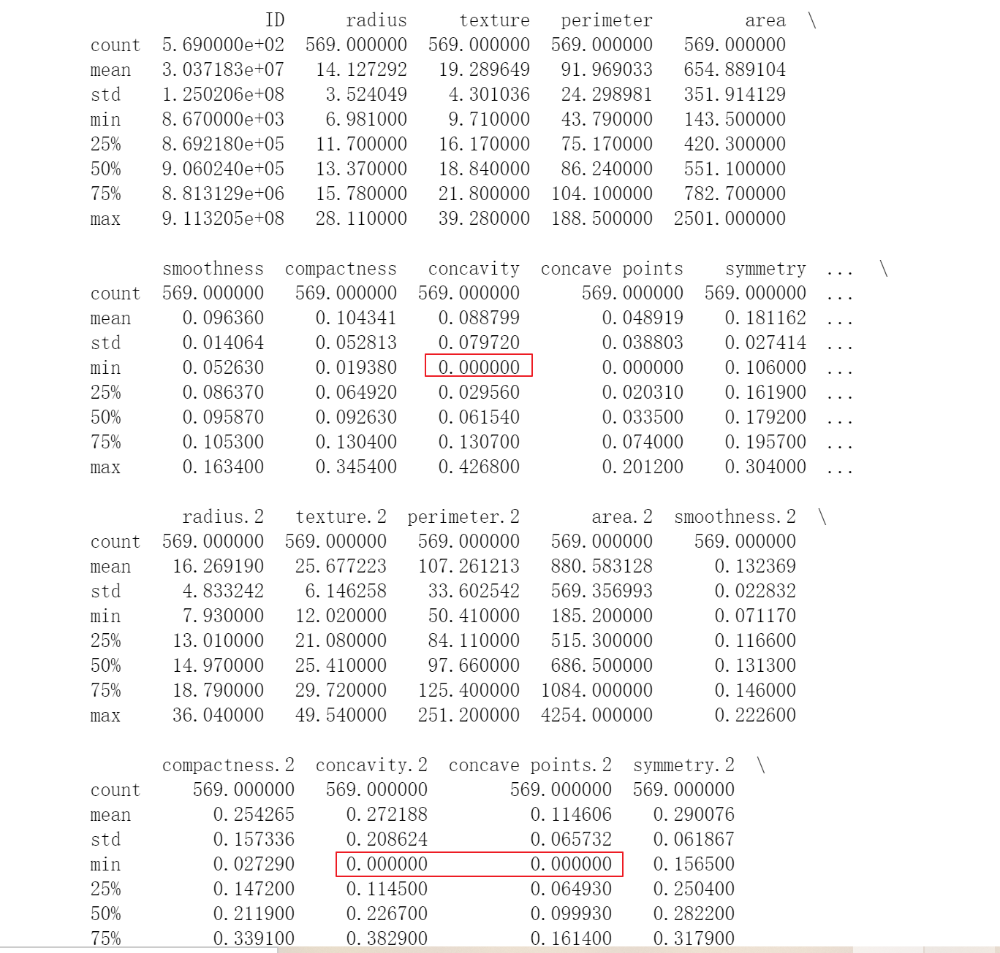 ID radius texture perimeter area \
count 5.690000e+02 569.000000 569.000000 569.000000 569.000000
mean 3.037183e+07 14.127292 19.289649 91.969033 654.889104
std 1.250206e+08 3.524049 4.301036 24.298981 351.914129
min 8.670000e+03 6.981000 9.710000 43.790000 143.500000
25% 8.692180e+05 11.700000 16.170000 75.170000 420.300000
50% 9.060240e+05 13.370000 18.840000 86.240000 551.100000
75% 8.813129e+06 15.780000 21.800000 104.100000 782.700000
max 9.113205e+08 28.110000 39.280000 188.500000 2501.000000
smoothness compactness concavity concave points symmetry ... \
count 569.000000 569.000000 569.000000 569.000000 569.000000 ...
mean 0.096360 0.104341 0.088799 0.048919 0.181162 ...
std 0.014064 0.052813 0.079720 0.038803 0.027414 ...
min 0.052630 0.019380 0.000000 0.000000 0.106000 ...
25% 0.086370 0.064920 0.029560 0.020310 0.161900 ...
50% 0.095870 0.092630 0.061540 0.033500 0.179200 ...
75% 0.105300 0.130400 0.130700 0.074000 0.195700 ...
max 0.163400 0.345400 0.426800 0.201200 0.304000 ...
radius.2 texture.2 perimeter.2 area.2 smoothness.2 \
count 569.000000 569.000000 569.000000 569.000000 569.000000
mean 16.269190 25.677223 107.261213 880.583128 0.132369
std 4.833242 6.146258 33.602542 569.356993 0.022832
min 7.930000 12.020000 50.410000 185.200000 0.071170
25% 13.010000 21.080000 84.110000 515.300000 0.116600
50% 14.970000 25.410000 97.660000 686.500000 0.131300
75% 18.790000 29.720000 125.400000 1084.000000 0.146000
max 36.040000 49.540000 251.200000 4254.000000 0.222600
compactness.2 concavity.2 concave points.2 symmetry.2 \
count 569.000000 569.000000 569.000000 569.000000
mean 0.254265 0.272188 0.114606 0.290076
std 0.157336 0.208624 0.065732 0.061867
min 0.027290 0.000000 0.000000 0.156500
25% 0.147200 0.114500 0.064930 0.250400
50% 0.211900 0.226700 0.099930 0.282200
75% 0.339100 0.382900 0.161400 0.317900